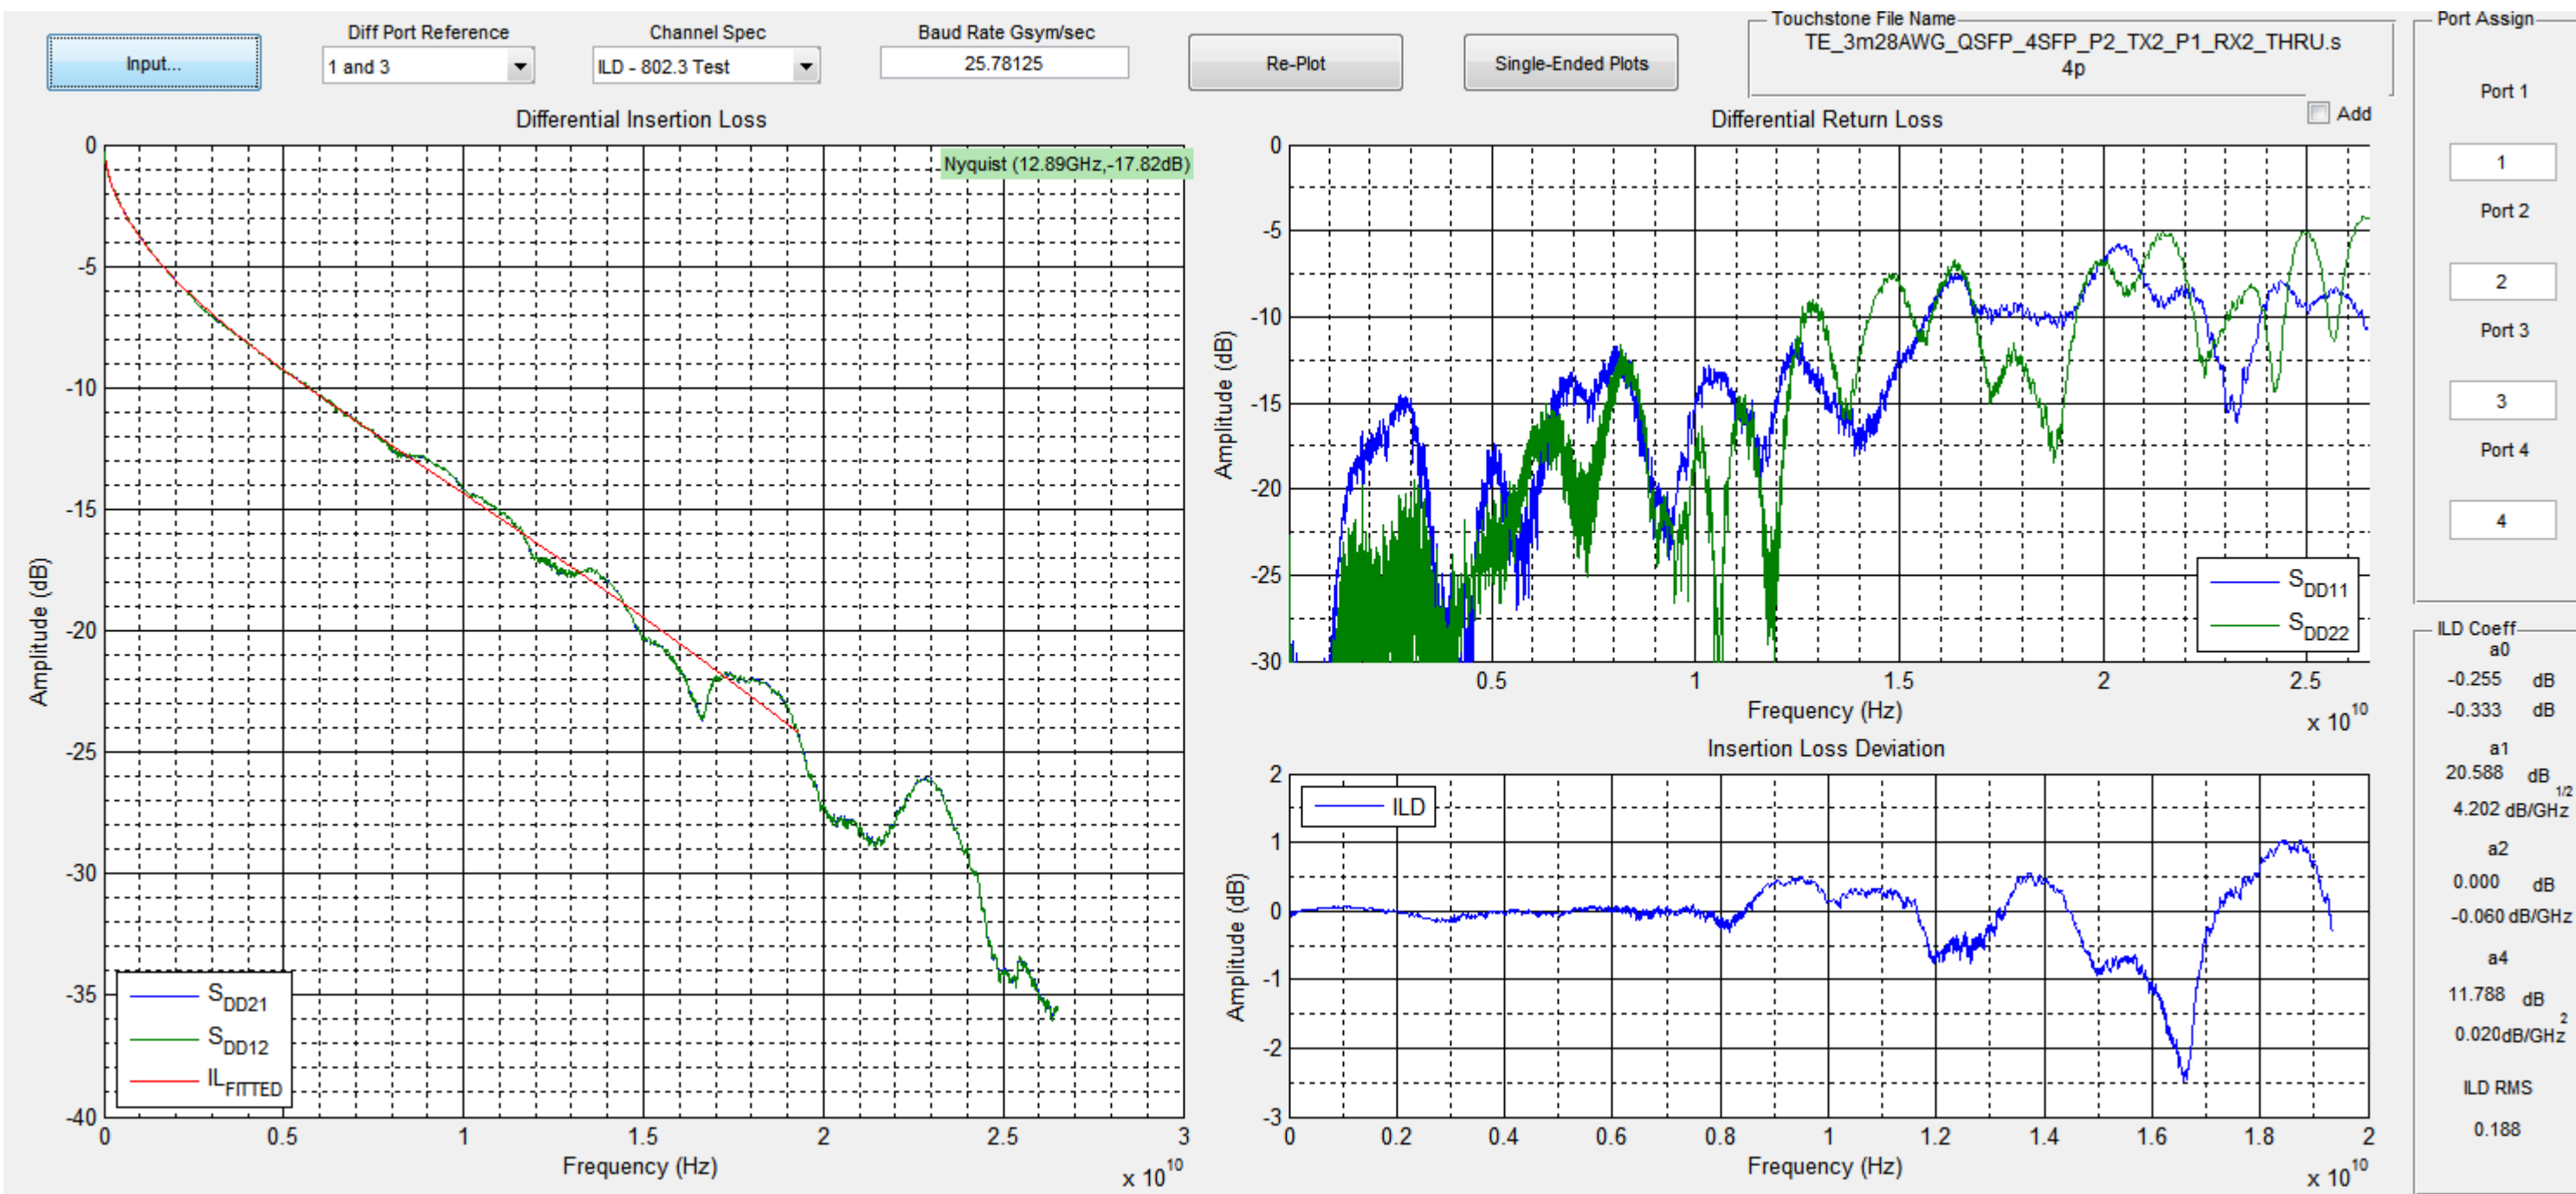 Input...
Diff Port Reference
1 and 3
Channel Spec
ILD - 802.3 Test
Baud Rate Gsym/sec
25.78125
Re-Plot
Single-Ended Plots
Touchstone File Name
TE_3m28AWG_QSFP_4SFP_P2_TX2_P1_RX2_THRU.s
4p
Add
Port Assign
Port 1
1
Port 2
2
Port 3
3
Port 4
4
Differential Insertion Loss
Nyquist (12.89GHz,-17.82dB)
Amplitude (dB)
0
-5
-10
-15
-20
-25
-30
-35
-40
SDD21
SDD12
ILFITTED
0 0.5 1 1.5 2 2.5 3
Frequency (Hz)
x 10^10
Differential Return Loss
Amplitude (dB)
0
-5
-10
-15
-20
-25
-30
SDD11
SDD22
0.5 1 1.5 2 2.5
Frequency (Hz)
x 10^10
Insertion Loss Deviation
Amplitude (dB)
2
1
0
-1
-2
-3
ILD
0 0.2 0.4 0.6 0.8 1 1.2 1.4 1.6 1.8 2
Frequency (Hz)
x 10^10
ILD Coeff
a0
-0.255 dB
-0.333 dB
a1
20.588 dB
4.202 dB/GHz^1/2
a2
0.000 dB
-0.060 dB/GHz
a4
11.788 dB
0.020dB/GHz^2
ILD RMS
0.188